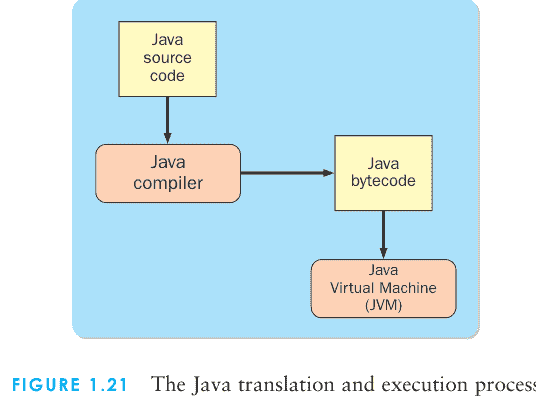 Java
source
code
Java
compiler
Java
bytecode
Java
Virtual Machine
(JVM)
FIGURE 1.21 The Java translation and execution process